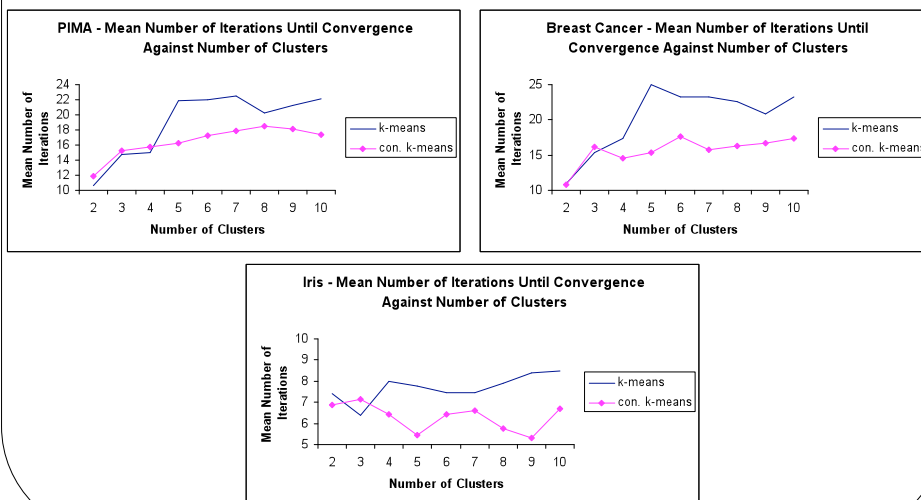 PIMA - Mean Number of Iterations Until Convergence
Against Number of Clusters
Mean Number of
Iterations
24
22
20
18
16
14
12
10
2 3 4 5 6 7 8 9 10
Number of Clusters
k-means
con. k-means
Breast Cancer - Mean Number of Iterations Until
Convergence Against Number of Clusters
Mean Number of
Iterations
25
20
15
10
2 3 4 5 6 7 8 9 10
Number of Clusters
k-means
con. k-means
Iris - Mean Number of Iterations Until Convergence
Against Number of Clusters
Mean Number of
Iterations
10
9
8
7
6
5
2 3 4 5 6 7 8 9 10
Number of Clusters
k-means
con. k-means